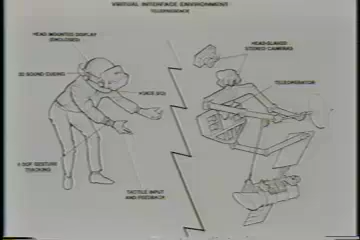 VIRTUAL INTERFACE ENVIRONMENT
TELEPRESENCE
HEAD MOUNTED DISPLAY
(ENCLOSED)
3D SOUND CUEING
VOICE I/O
6 DOF GESTURE
TRACKING
TACTILE INPUT
AND FEEDBACK
HEAD-SLAVED
STEREO CAMERAS
TELEOPERATOR